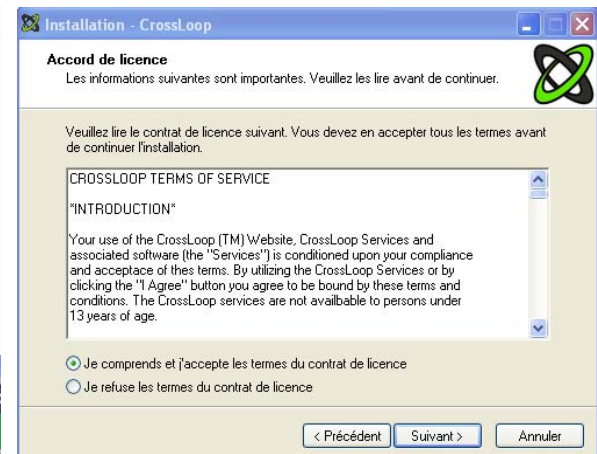 Installation - CrossLoop
Accord de licence
Les informations suivantes sont importantes. Veuillez les lire avant de continuer.
Veuillez lire le contrat de licence suivant. Vous devez en accepter tous les termes avant
de continuer l'installation.
CROSSLOOP TERMS OF SERVICE
"INTRODUCTION"
Your use of the CrossLoop (TM) Website, CrossLoop Services and
associated software (the "Services") is conditioned upon your compliance
and acceptace of thes terms. By utilizing the CrossLoop Services or by
clicking the "I Agree" button you agree to be bound by these terms and
conditions. The CrossLoop services are not availbable to persons under
13 years of age.
Je comprends et j'accepte les termes du contrat de licence
Je refuse les termes du contrat de licence
< Précédent Suivant > Annuler